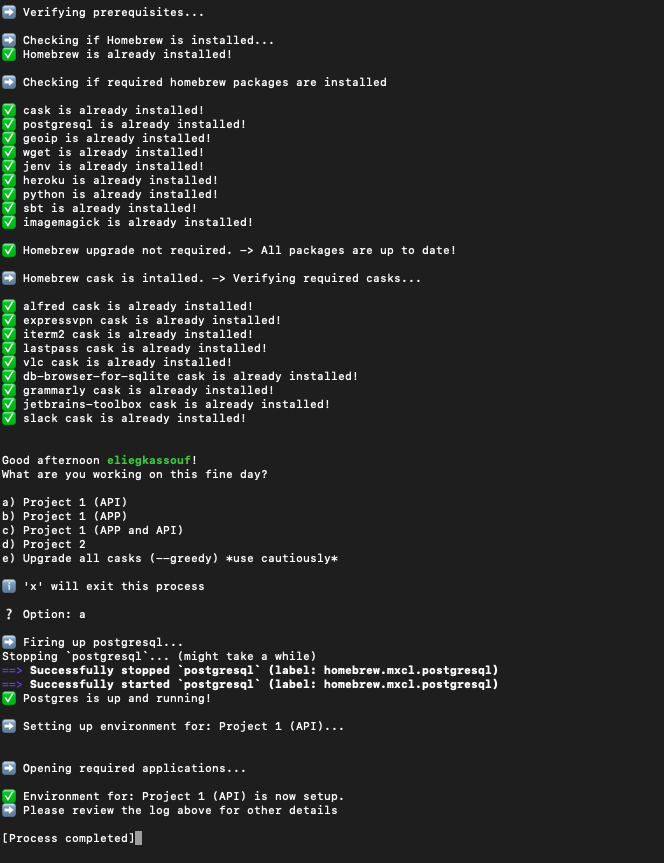 ➡️ Verifying prerequisites...
➡️ Checking if Homebrew is installed...
✅ Homebrew is already installed!
➡️ Checking if required homebrew packages are installed
✅ cask is already installed!
✅ postgresql is already installed!
✅ geoip is already installed!
✅ wget is already installed!
✅ jenv is already installed!
✅ heroku is already installed!
✅ python is already installed!
✅ sbt is already installed!
✅ imagemagick is already installed!
✅ Homebrew upgrade not required. -> All packages are up to date!
➡️ Homebrew cask is intalled. -> Verifying required casks...
✅ alfred cask is already installed!
✅ expressvpn cask is already installed!
✅ iterm2 cask is already installed!
✅ lastpass cask is already installed!
✅ vlc cask is already installed!
✅ db-browser-for-sqlite cask is already installed!
✅ grammarly cask is already installed!
✅ jetbrains-toolbox cask is already installed!
✅ slack cask is already installed!
Good afternoon eliegkassouf!
What are you working on this fine day?
a) Project 1 (API)
b) Project 1 (APP)
c) Project 1 (APP and API)
d) Project 2
e) Upgrade all casks (--greedy) *use cautiously*
ℹ️ 'x' will exit this process
? Option: a
➡️ Firing up postgresql...
Stopping `postgresql`... (might take a while)
==> Successfully stopped `postgresql` (label: homebrew.mxcl.postgresql)
==> Successfully started `postgresql` (label: homebrew.mxcl.postgresql)
✅ Postgres is up and running!
➡️ Setting up environment for: Project 1 (API)...
➡️ Opening required applications...
✅ Environment for: Project 1 (API) is now setup.
➡️ Please review the log above for other details
[Process completed]